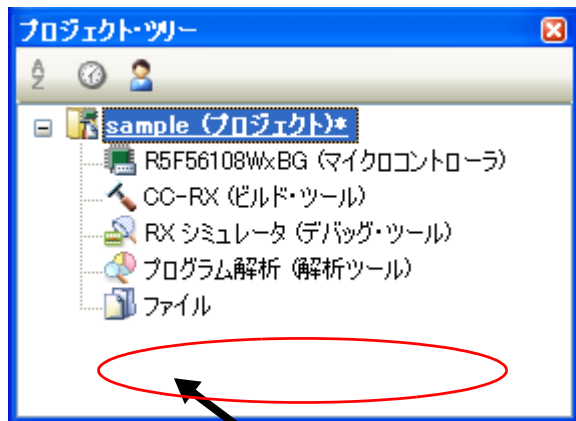 プロジェクト・ツリー
A
Z
sample (プロジェクト)*
R5F56108WxBG (マイクロコントローラ)
CC-RX (ビルド・ツール)
RX シミュレータ (デバッグ・ツール)
プログラム解析 (解析ツール)
ファイル